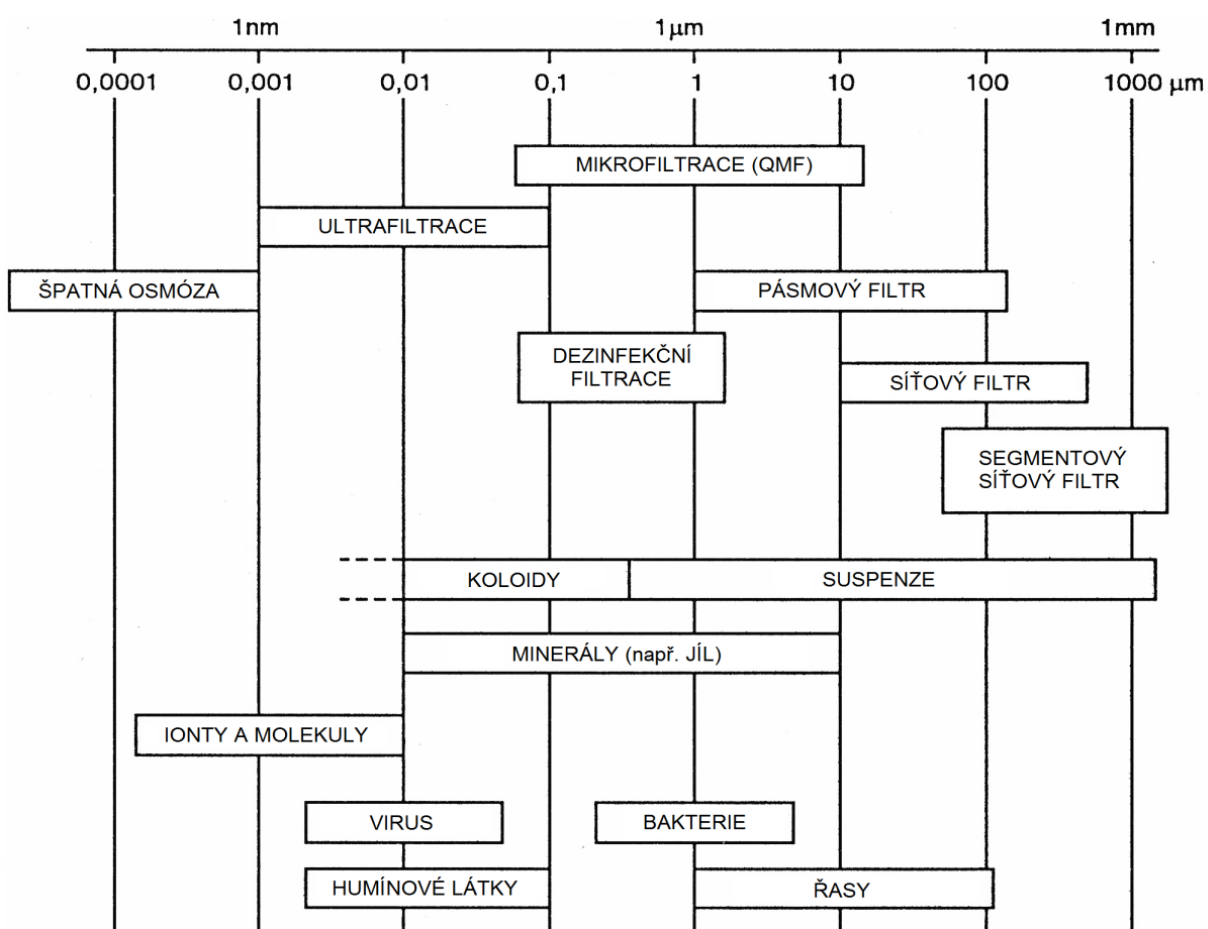 1nm 1μm 1mm
0,0001 0,001 0,01 0,1 1 10 100 1000 μm
MIKROFILTRACE (QMF)
ULTRAFILTRACE
ŠPATNÁ OSMÓZA
PÁSMOVÝ FILTR
DEZINFEKČNÍ
FILTRACE
SÍŤOVÝ FILTR
SEGMENTOVÝ
SÍŤOVÝ FILTR
KOLOIDY
SUSPENZE
MINERÁLY (např. JÍL)
IONTY A MOLEKULY
VIRUS
BAKTERIE
HUMÍNOVÉ LÁTKY
ŘASY